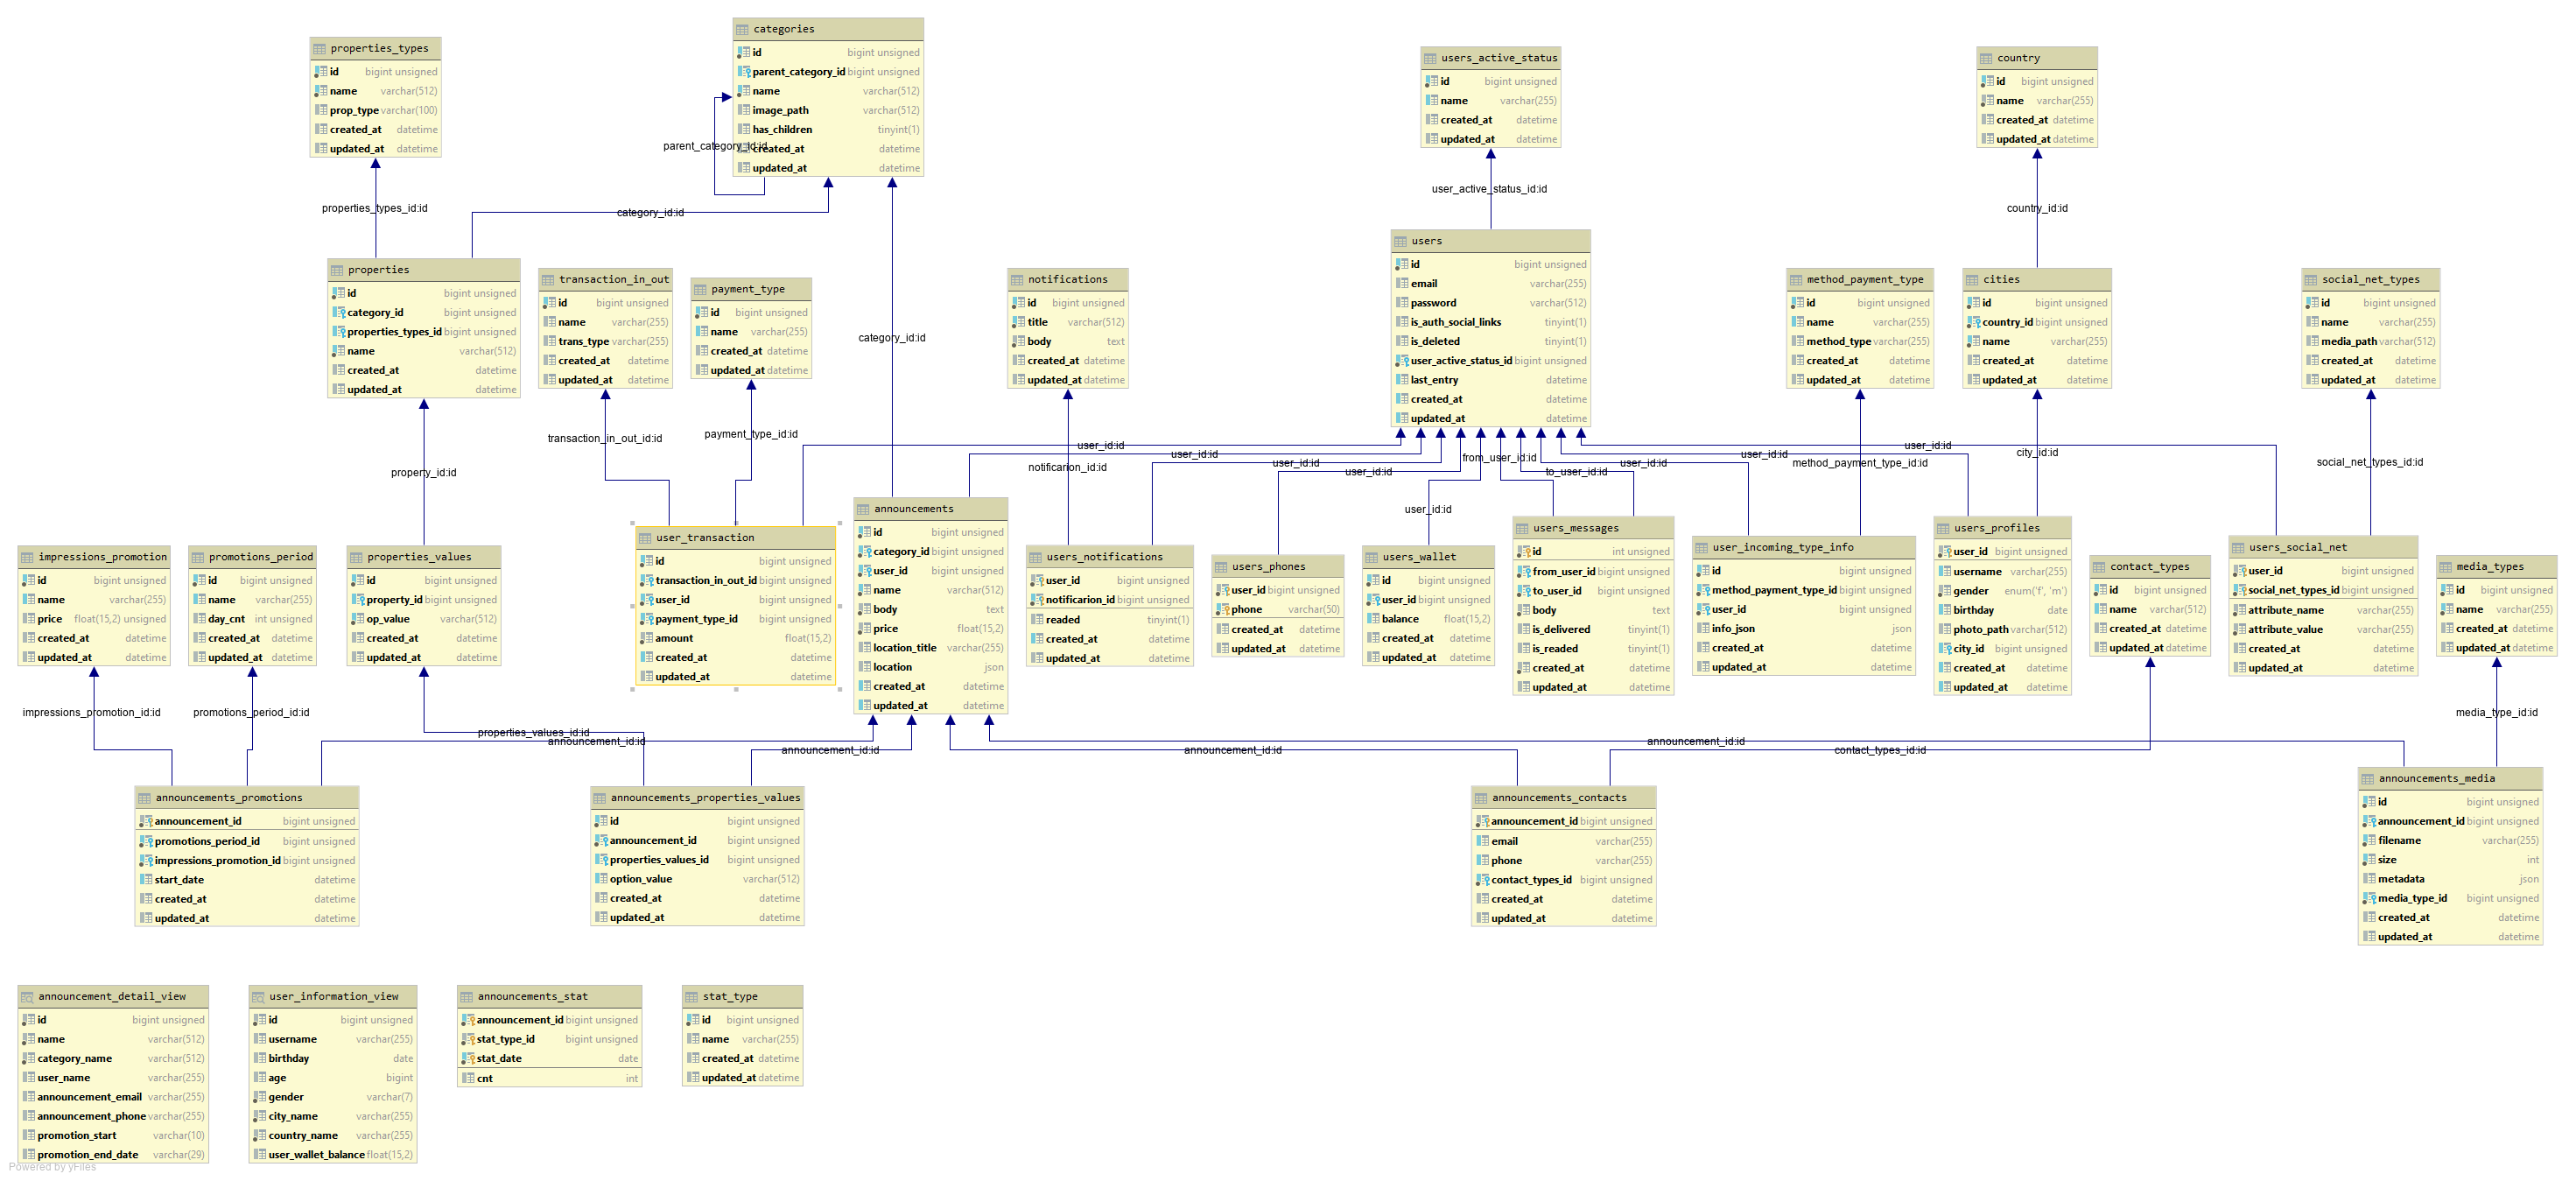 categories
id bigint unsigned
parent_category_id bigint unsigned
name varchar(512)
image_path varchar(512)
has_children tinyint(1)
created_at datetime
updated_at datetime
parent_category_id:id
properties_types
id bigint unsigned
name varchar(512)
prop_type varchar(100)
created_at datetime
updated_at datetime
users_active_status
id bigint unsigned
name varchar(255)
created_at datetime
updated_at datetime
country
id bigint unsigned
name varchar(255)
created_at datetime
updated_at datetime
properties_types_id:id
category_id:id
user_active_status_id:id
country_id:id
properties
id bigint unsigned
category_id bigint unsigned
properties_types_id bigint unsigned
name varchar(512)
created_at datetime
updated_at datetime
transaction_in_out
id bigint unsigned
name varchar(255)
trans_type varchar(255)
created_at datetime
updated_at datetime
payment_type
id bigint unsigned
name varchar(255)
created_at datetime
updated_at datetime
category_id:id
notifications
id bigint unsigned
title varchar(512)
body text
created_at datetime
updated_at datetime
users
id bigint unsigned
email varchar(255)
password varchar(512)
is_auth_social_links tinyint(1)
is_deleted tinyint(1)
user_active_status_id bigint unsigned
last_entry datetime
created_at datetime
updated_at datetime
method_payment_type
id bigint unsigned
name varchar(255)
method_type varchar(255)
created_at datetime
updated_at datetime
cities
id bigint unsigned
country_id bigint unsigned
name varchar(255)
created_at datetime
updated_at datetime
social_net_types
id bigint unsigned
name varchar(255)
media_path varchar(512)
created_at datetime
updated_at datetime
property_id:id
transaction_in_out_id:id
payment_type_id:id
user_id:id
user_id:id
notificarion_id:id
user_id:id
user_id:id
user_id:id
from_user_id:id
to_user_id:id
user_id:id
user_id:id
method_payment_type_id:id
user_id:id
city_id:id
social_net_types_id:id
impressions_promotion
id bigint unsigned
name varchar(255)
price float(15,2) unsigned
created_at datetime
updated_at datetime
promotions_period
id bigint unsigned
name varchar(255)
day_cnt int unsigned
created_at datetime
updated_at datetime
properties_values
id bigint unsigned
property_id bigint unsigned
op_value varchar(512)
created_at datetime
updated_at datetime
user_transaction
id bigint unsigned
transaction_in_out_id bigint unsigned
user_id bigint unsigned
payment_type_id bigint unsigned
amount float(15,2)
created_at datetime
updated_at datetime
announcements
id bigint unsigned
category_id bigint unsigned
user_id bigint unsigned
name varchar(512)
body text
price float(15,2)
location_title varchar(255)
location json
created_at datetime
updated_at datetime
users_notifications
user_id bigint unsigned
notificarion_id bigint unsigned
readed tinyint(1)
created_at datetime
updated_at datetime
users_phones
user_id bigint unsigned
phone varchar(50)
created_at datetime
updated_at datetime
users_wallet
id bigint unsigned
user_id bigint unsigned
balance float(15,2)
created_at datetime
updated_at datetime
users_messages
id int unsigned
from_user_id bigint unsigned
to_user_id bigint unsigned
body text
is_delivered tinyint(1)
is_readed tinyint(1)
created_at datetime
updated_at datetime
user_incoming_type_info
id bigint unsigned
method_payment_type_id bigint unsigned
user_id bigint unsigned
info_json json
created_at datetime
updated_at datetime
users_profiles
user_id bigint unsigned
username varchar(255)
gender enum('f', 'm')
birthday date
photo_path varchar(512)
city_id bigint unsigned
created_at datetime
updated_at datetime
contact_types
id bigint unsigned
name varchar(512)
created_at datetime
updated_at datetime
users_social_net
user_id bigint unsigned
social_net_types_id bigint unsigned
attribute_name varchar(255)
attribute_value varchar(255)
created_at datetime
updated_at datetime
media_types
id bigint unsigned
name varchar(255)
created_at datetime
updated_at datetime
impressions_promotion_id:id
promotions_period_id:id
properties_values_id:id
announcement_id:id
announcement_id:id
announcement_id:id
announcement_id:id
contact_types_id:id
media_type_id:id
announcements_promotions
announcement_id bigint unsigned
promotions_period_id bigint unsigned
impressions_promotion_id bigint unsigned
start_date datetime
created_at datetime
updated_at datetime
announcements_properties_values
id bigint unsigned
announcement_id bigint unsigned
properties_values_id bigint unsigned
option_value varchar(512)
created_at datetime
updated_at datetime
announcements_contacts
announcement_id bigint unsigned
email varchar(255)
phone varchar(255)
contact_types_id bigint unsigned
created_at datetime
updated_at datetime
announcements_media
id bigint unsigned
announcement_id bigint unsigned
filename varchar(255)
size int
metadata json
media_type_id bigint unsigned
created_at datetime
updated_at datetime
announcement_detail_view
id bigint unsigned
name varchar(512)
category_name varchar(512)
user_name varchar(255)
announcement_email varchar(255)
announcement_phone varchar(255)
promotion_start varchar(10)
promotion_end_date varchar(29)
user_information_view
id bigint unsigned
username varchar(255)
birthday date
age bigint
gender varchar(7)
city_name varchar(255)
country_name varchar(255)
user_wallet_balance float(15,2)
announcements_stat
announcement_id bigint unsigned
stat_type_id bigint unsigned
stat_date date
cnt int
stat_type
id bigint unsigned
name varchar(255)
created_at datetime
updated_at datetime
Powered by yFiles